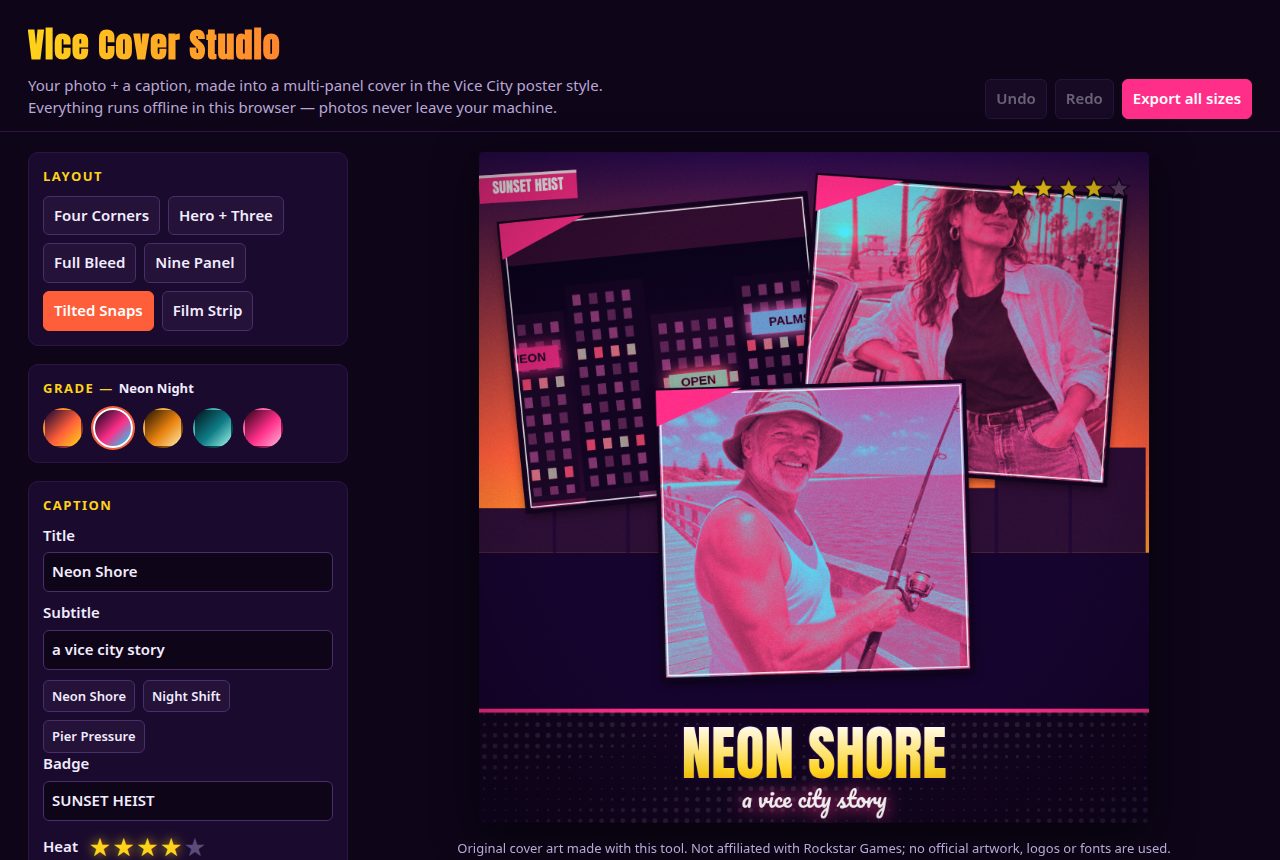 Vice Cover Studio
Your photo + a caption, made into a multi-panel cover in the Vice City poster style.
Everything runs offline in this browser — photos never leave your machine.
Undo
Redo
Export all sizes
LAYOUT
Four Corners
Hero + Three
Full Bleed
Nine Panel
Tilted Snaps
Film Strip
GRADE — Neon Night
CAPTION
Title
Neon Shore
Subtitle
a vice city story
Neon Shore
Night Shift
Pier Pressure
Badge
SUNSET HEIST
Heat
SUNSET HEIST
PALMS
NEON
OPEN
NEON SHORE
a vice city story
Original cover art made with this tool. Not affiliated with Rockstar Games; no official artwork, logos or fonts are used.